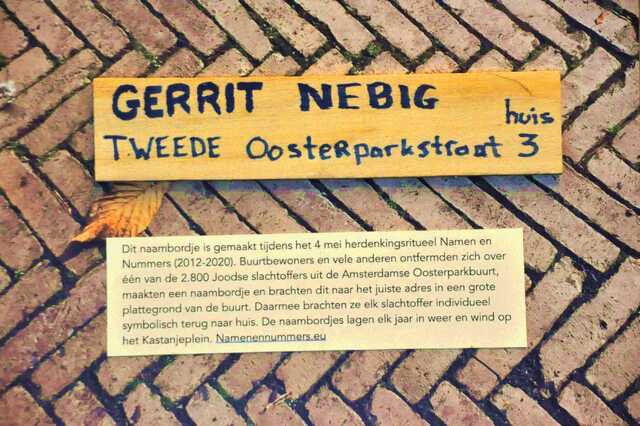 GERRIT NEBIG
huis
TWEEDE OosteRparkstraat 3
Dit naambordje is gemaakt tijdens het 4 mei herdenkingsritueel Namen en
Nummers (2012-2020). Buurtbewoners en vele anderen ontfermden zich over
één van de 2.800 Joodse slachtoffers uit de Amsterdamse Oosterparkbuurt,
maakten een naambordje en brachten dit naar het juiste adres in een grote
plattegrond van de buurt. Daarmee brachten ze elk slachtoffer individueel
symbolisch terug naar huis. De naambordjes lagen elk jaar in weer en wind op
het Kastanjeplein. Namenennummers.eu